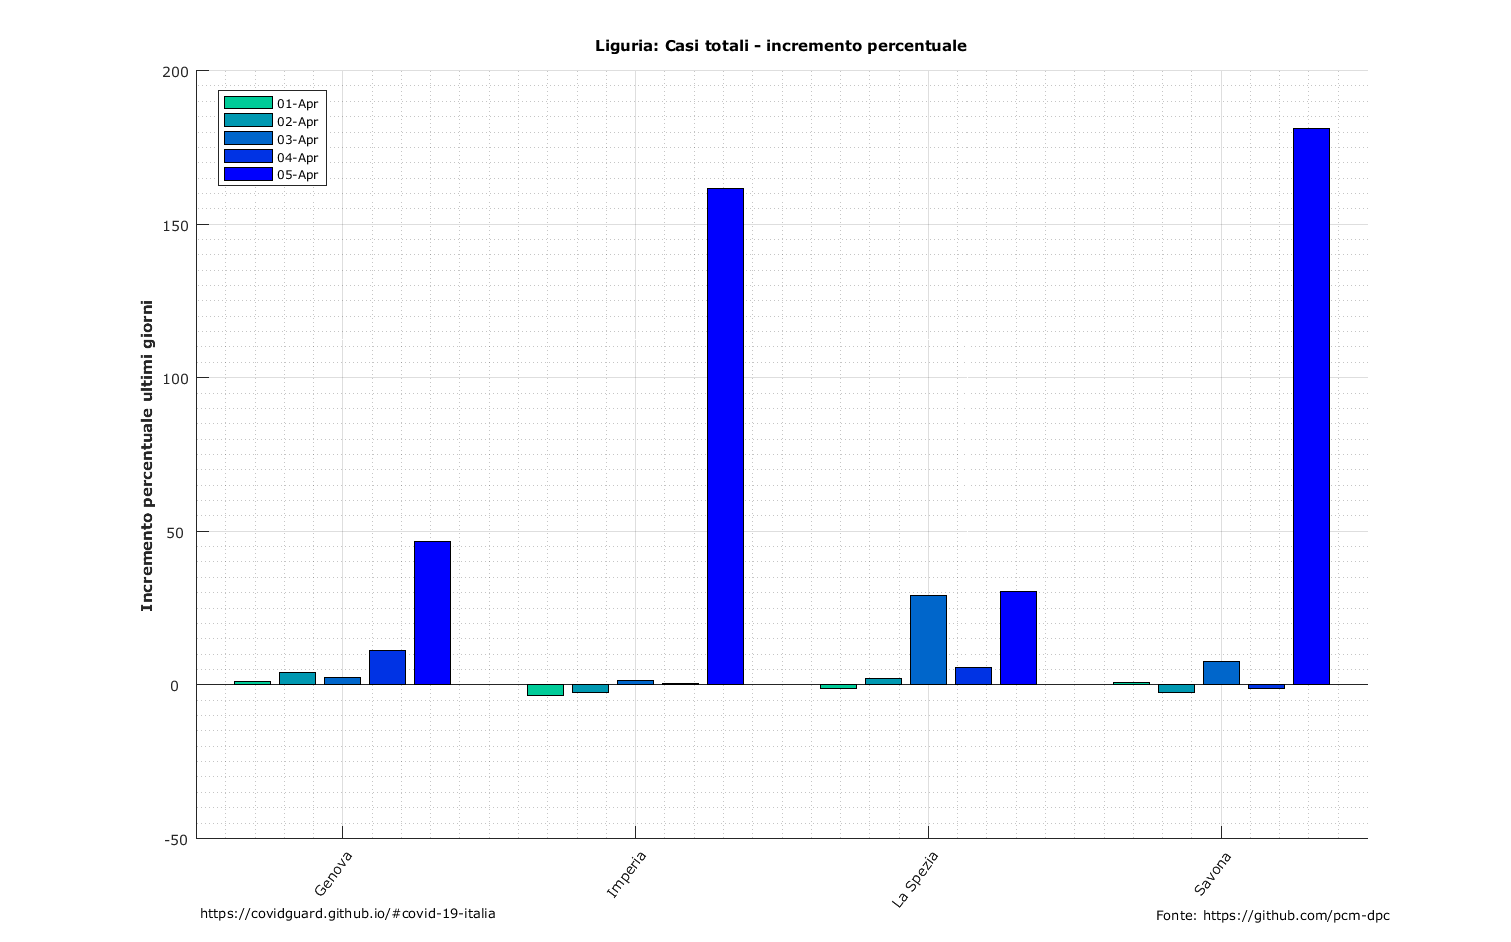 Liguria: Casi totali - incremento percentuale
200
150
100
50
0
-50
Incremento percentuale ultimi giorni
01-Apr
02-Apr
03-Apr
04-Apr
05-Apr
Genova
Imperia
La Spezia
Savona
https://covidguard.github.io/#covid-19-italia
Fonte: https://github.com/pcm-dpc